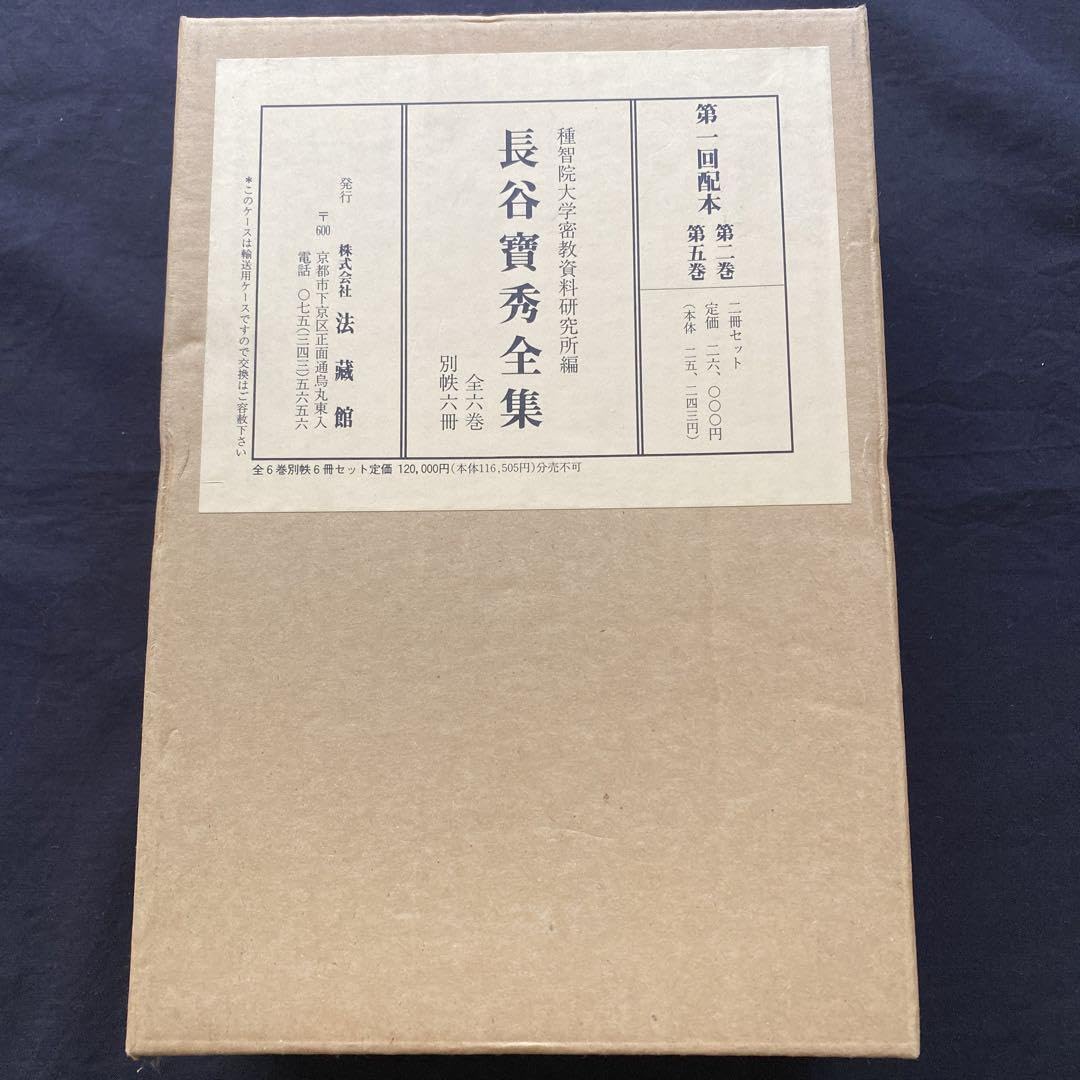 第一回配本 第二巻
第五巻
二冊セット
定価 二六、〇〇〇円
(本体 二五、二四三円)
種智院大学密教資料研究所編
長谷寶秀全集
全六巻
別帙六冊
発行 株式会社 法藏館
〒600 京都市下京区正面通烏丸東入
電話 〇七五(三四三)五六五六
*このケースは輸送用ケースですので交換はご容赦下さい
全6巻別帙6冊セット定価 120,000円(本体116,505円)分売不可